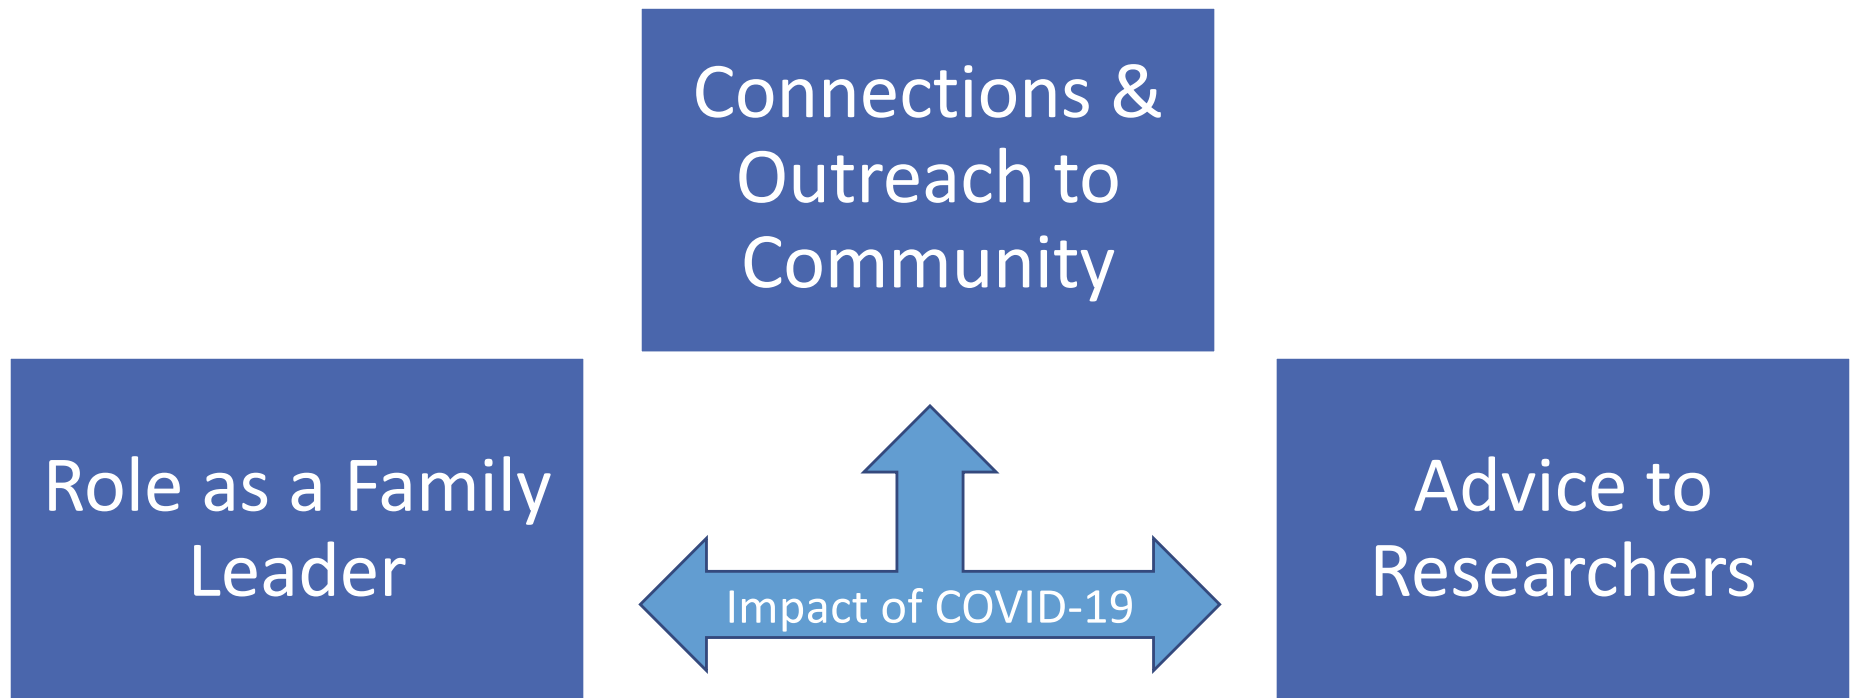 Connections &
Outreach to
Community
Role as a Family
Leader
Impact of COVID-19
Advice to
Researchers